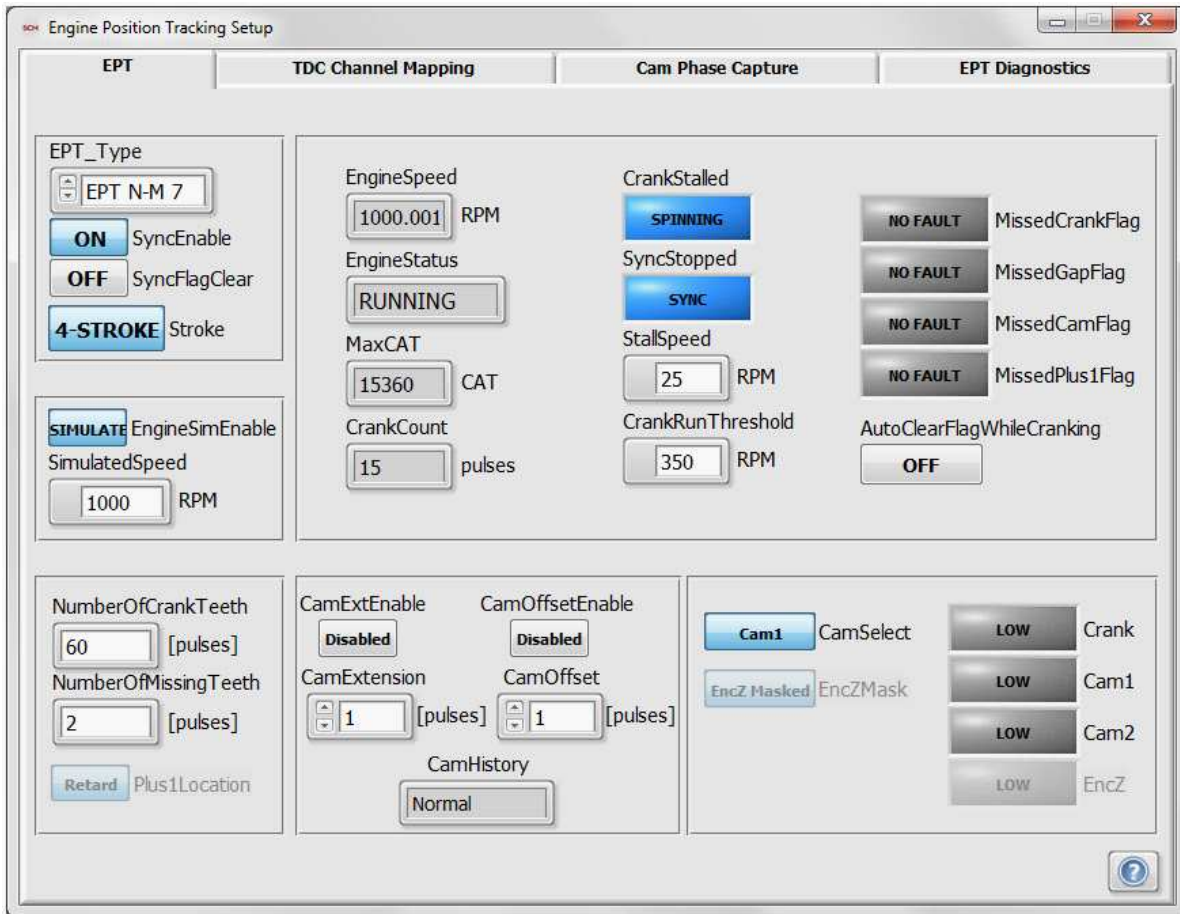 SCM Engine Position Tracking Setup
EPT TDC Channel Mapping Cam Phase Capture EPT Diagnostics
EPT_Type
EPT N-M 7
ON SyncEnable
OFF SyncFlagClear
4-STROKE Stroke
SIMULATE EngineSimEnable
SimulatedSpeed
1000 RPM
EngineSpeed
1000.001 RPM
EngineStatus
RUNNING
MaxCAT
15360 CAT
CrankCount
15 pulses
CrankStalled
SPINNING
SyncStopped
SYNC
StallSpeed
25 RPM
CrankRunThreshold
350 RPM
NO FAULT MissedCrankFlag
NO FAULT MissedGapFlag
NO FAULT MissedCamFlag
NO FAULT MissedPlus1Flag
AutoClearFlagWhileCranking
OFF
NumberOfCrankTeeth
60 [pulses]
NumberOfMissingTeeth
2 [pulses]
Retard Plus1Location
CamExtEnable CamOffsetEnable
Disabled Disabled
CamExtension CamOffset
1 [pulses] 1 [pulses]
CamHistory
Normal
Cam1 CamSelect
EncZ Masked EncZMask
LOW Crank
LOW Cam1
LOW Cam2
LOW EncZ